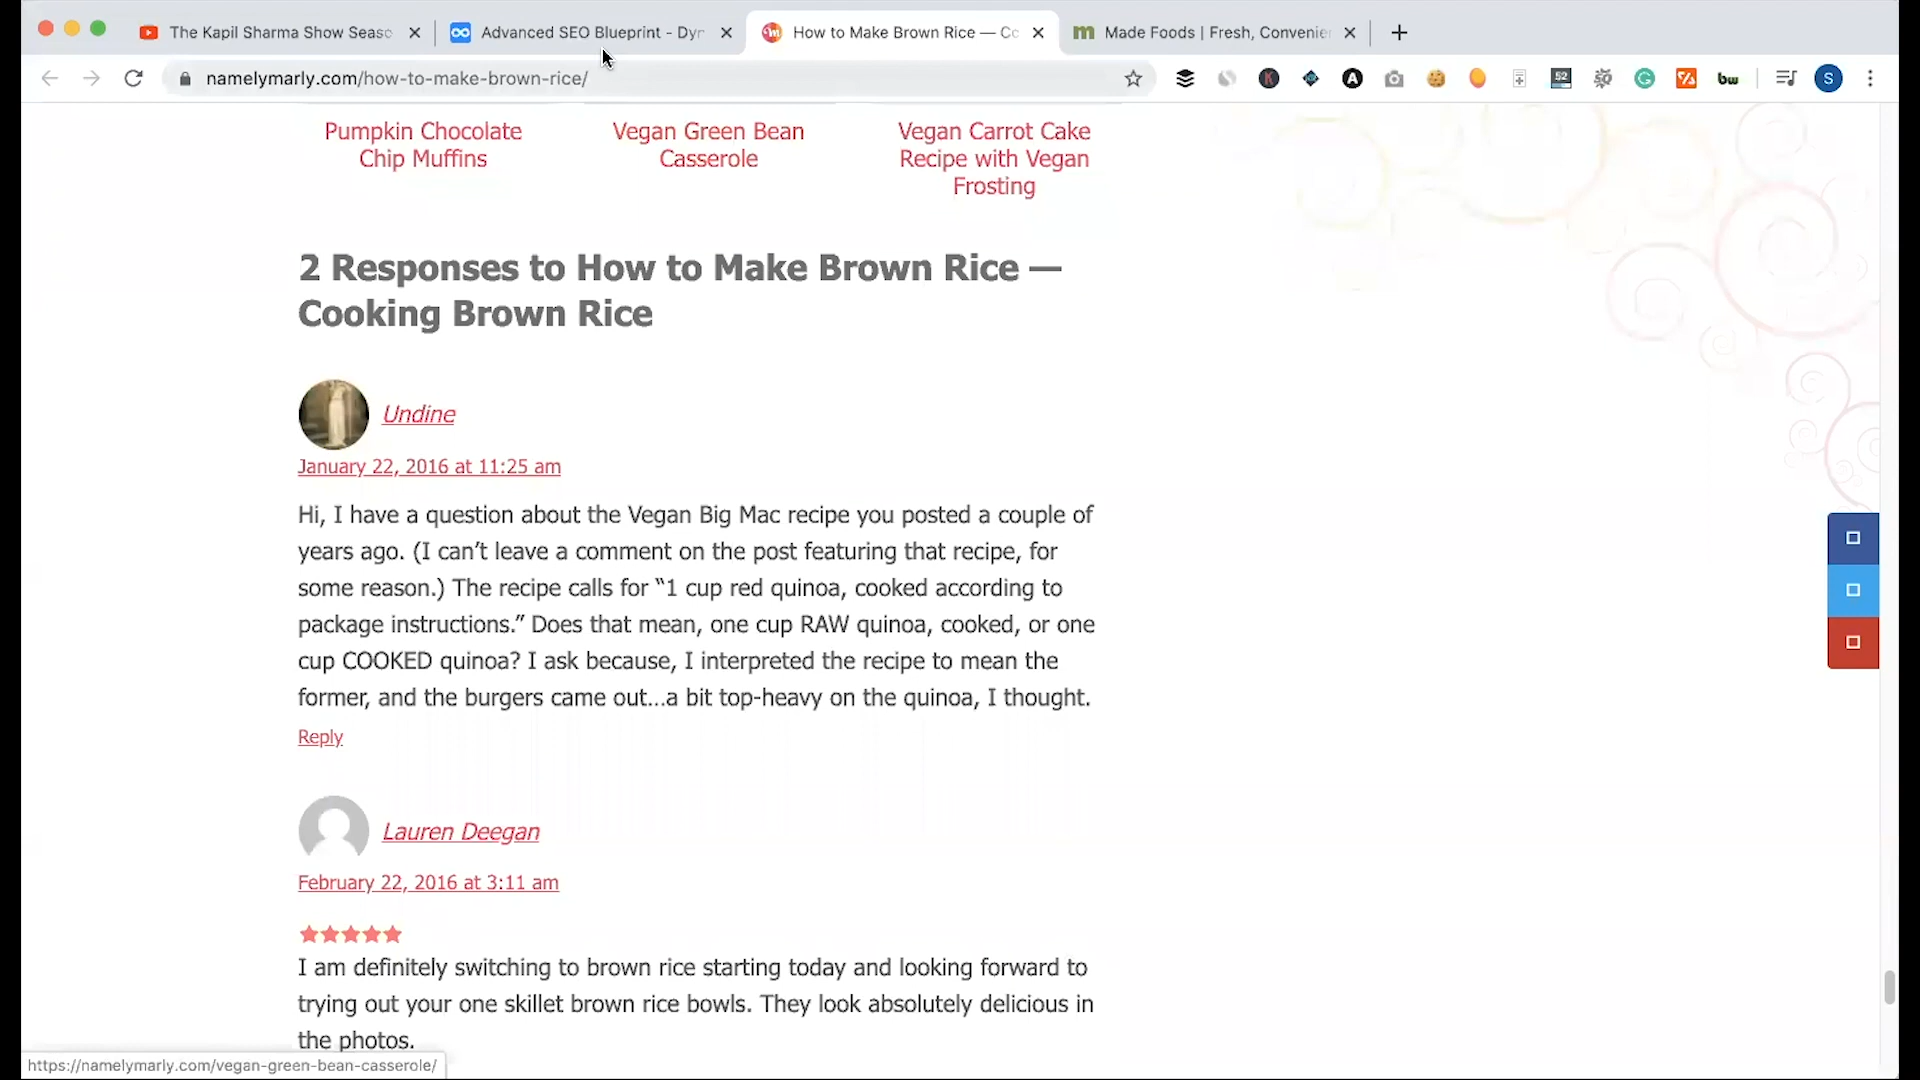 The Kapil Sharma Show Seaso
Advanced SEO Blueprint - Dyn
How to Make Brown Rice — Co
Made Foods | Fresh, Convenien
namelymarly.com/how-to-make-brown-rice/
52
bw
S
Pumpkin Chocolate
Chip Muffins
Vegan Green Bean
Casserole
Vegan Carrot Cake
Recipe with Vegan
Frosting
2 Responses to How to Make Brown Rice —
Cooking Brown Rice
Undine
January 22, 2016 at 11:25 am
Hi, I have a question about the Vegan Big Mac recipe you posted a couple of
years ago. (I can’t leave a comment on the post featuring that recipe, for
some reason.) The recipe calls for “1 cup red quinoa, cooked according to
package instructions.” Does that mean, one cup RAW quinoa, cooked, or one
cup COOKED quinoa? I ask because, I interpreted the recipe to mean the
former, and the burgers came out…a bit top-heavy on the quinoa, I thought.
Reply
Lauren Deegan
February 22, 2016 at 3:11 am
I am definitely switching to brown rice starting today and looking forward to
trying out your one skillet brown rice bowls. They look absolutely delicious in
the photos.
https://namelymarly.com/vegan-green-bean-casserole/